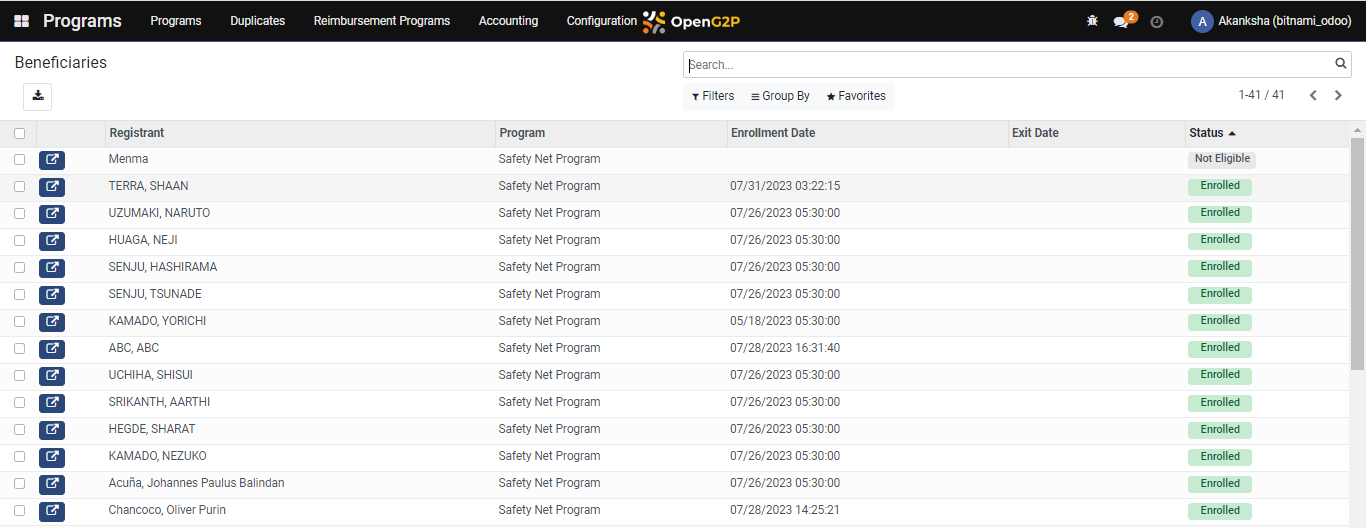 Programs Programs Duplicates Reimbursement Programs Accounting Configuration OpenG2P 2 A Akanksha (bitnami_odoo)
Beneficiaries Search...
Filters Group By Favorites 1-41 / 41
Registrant Program Enrollment Date Exit Date Status
Menma Safety Net Program Not Eligible
TERRA, SHAAN Safety Net Program 07/31/2023 03:22:15 Enrolled
UZUMAKI, NARUTO Safety Net Program 07/26/2023 05:30:00 Enrolled
HUAGA, NEJI Safety Net Program 07/26/2023 05:30:00 Enrolled
SENJU, HASHIRAMA Safety Net Program 07/26/2023 05:30:00 Enrolled
SENJU, TSUNADE Safety Net Program 07/26/2023 05:30:00 Enrolled
KAMADO, YORICHI Safety Net Program 05/18/2023 05:30:00 Enrolled
ABC, ABC Safety Net Program 07/28/2023 16:31:40 Enrolled
UCHIHA, SHISUI Safety Net Program 07/26/2023 05:30:00 Enrolled
SRIKANTH, AARTHI Safety Net Program 07/26/2023 05:30:00 Enrolled
HEGDE, SHARAT Safety Net Program 07/26/2023 05:30:00 Enrolled
KAMADO, NEZUKO Safety Net Program 07/26/2023 05:30:00 Enrolled
Acuña, Johannes Paulus Balindan Safety Net Program 07/26/2023 05:30:00 Enrolled
Chancoco, Oliver Purin Safety Net Program 07/28/2023 14:25:21 Enrolled